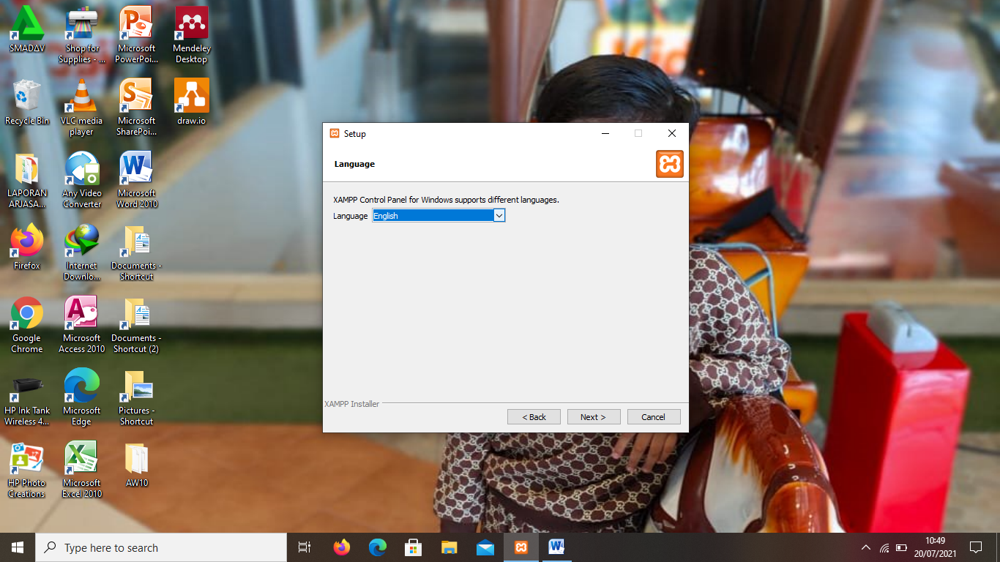 SMADΔV
Shop for
Supplies - ...
Microsoft
PowerPoi...
Mendeley
Desktop
Recycle Bin
VLC media
player
Microsoft
SharePoi...
draw.io
LAPORAN
ARJASA...
Any Video
Converter
Microsoft
Word 2010
Firefox
Internet
Downlo...
Documents -
Shortcut
Google
Chrome
Microsoft
Access 2010
Documents -
Shortcut (2)
HP Ink Tank
Wireless 4...
Microsoft
Edge
Pictures -
Shortcut
HP Photo
Creations
Microsoft
Excel 2010
AW10
Setup
Language
XAMPP Control Panel for Windows supports different languages.
Language English
XAMPP Installer
< Back Next > Cancel
Type here to search
10:49
20/07/2021